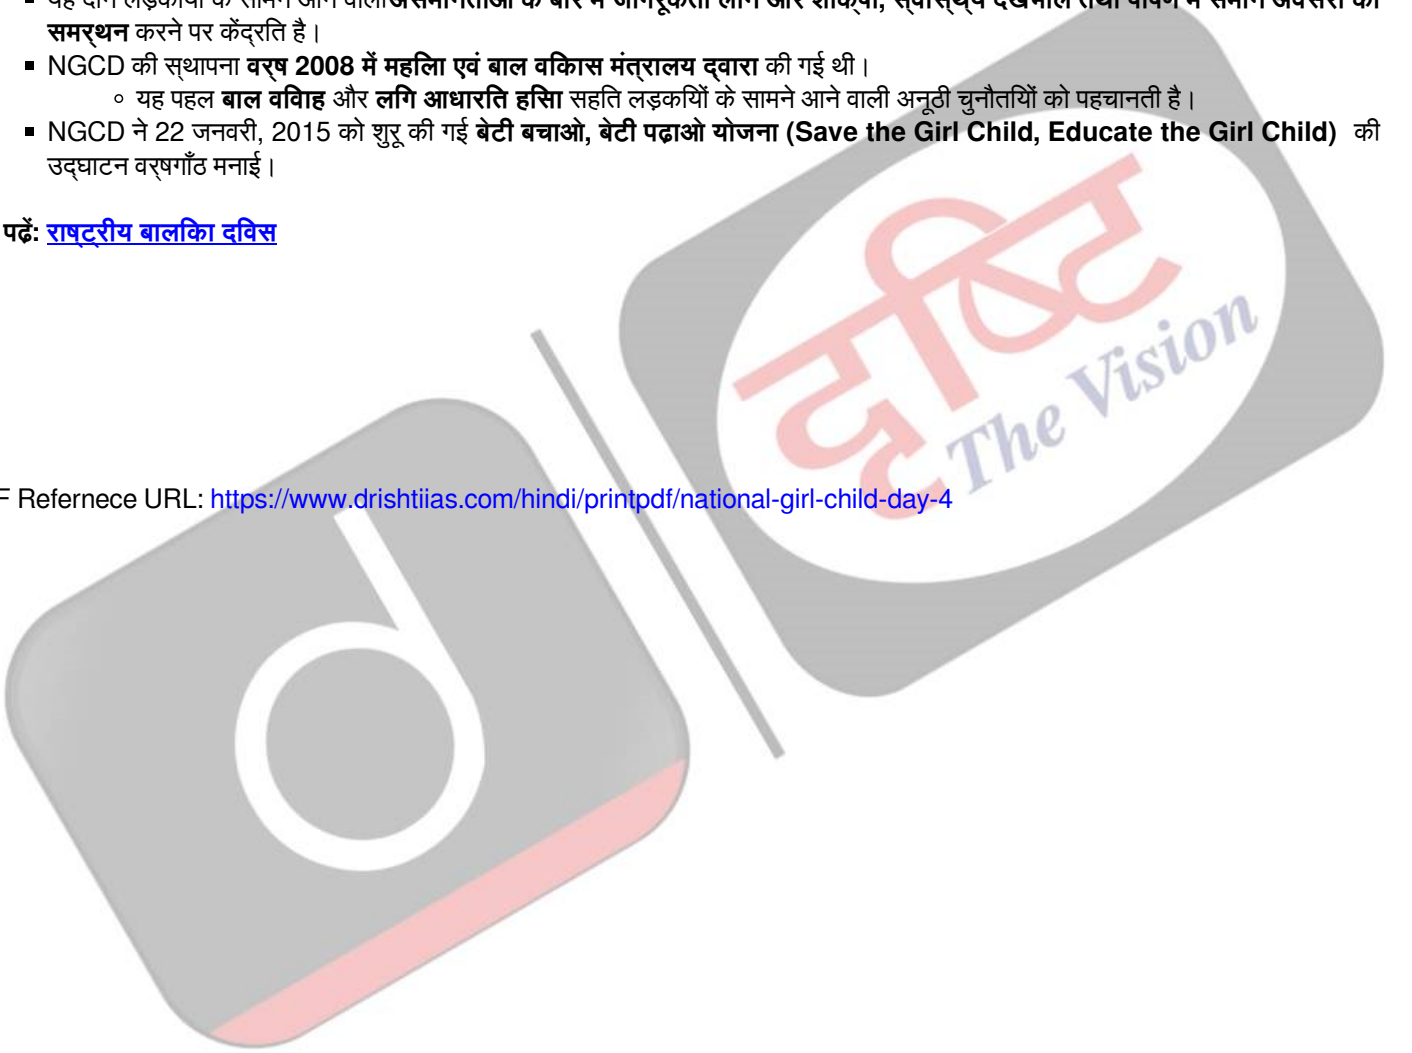 समर्थन करने पर केंद्रित है।
▪ NGCD की स्थापना वर्ष 2008 में महिला एवं बाल विकास मंत्रालय द्वारा की गई थी।
◦ यह पहल बाल विवाह और लिंग आधारित हिंसा सहित लड़कियों के सामने आने वाली अनूठी चुनौतियों को पहचानती है।
▪ NGCD ने 22 जनवरी, 2015 को शुरू की गई बेटी बचाओ, बेटी पढ़ाओ योजना (Save the Girl Child, Educate the Girl Child) की
उद्घाटन वर्षगाँठ मनाई।
पढ़ें: राष्ट्रीय बालिका दिवस
दृष्टि
The Vision
F Refernece URL: https://www.drishtiias.com/hindi/printpdf/national-girl-child-day-4
d